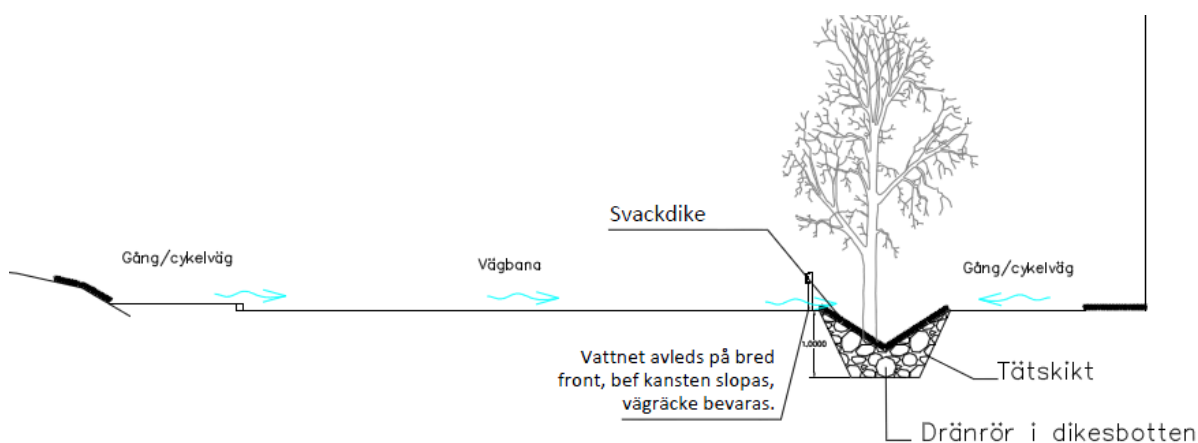 Svackdike
Gång/cykelväg
Vägbana
Gång/cykelväg
1,0000
Vattnet avleds på bred
front, bef kansten slopas,
vägräcke bevaras.
Tätskikt
Dränrör i dikesbotten